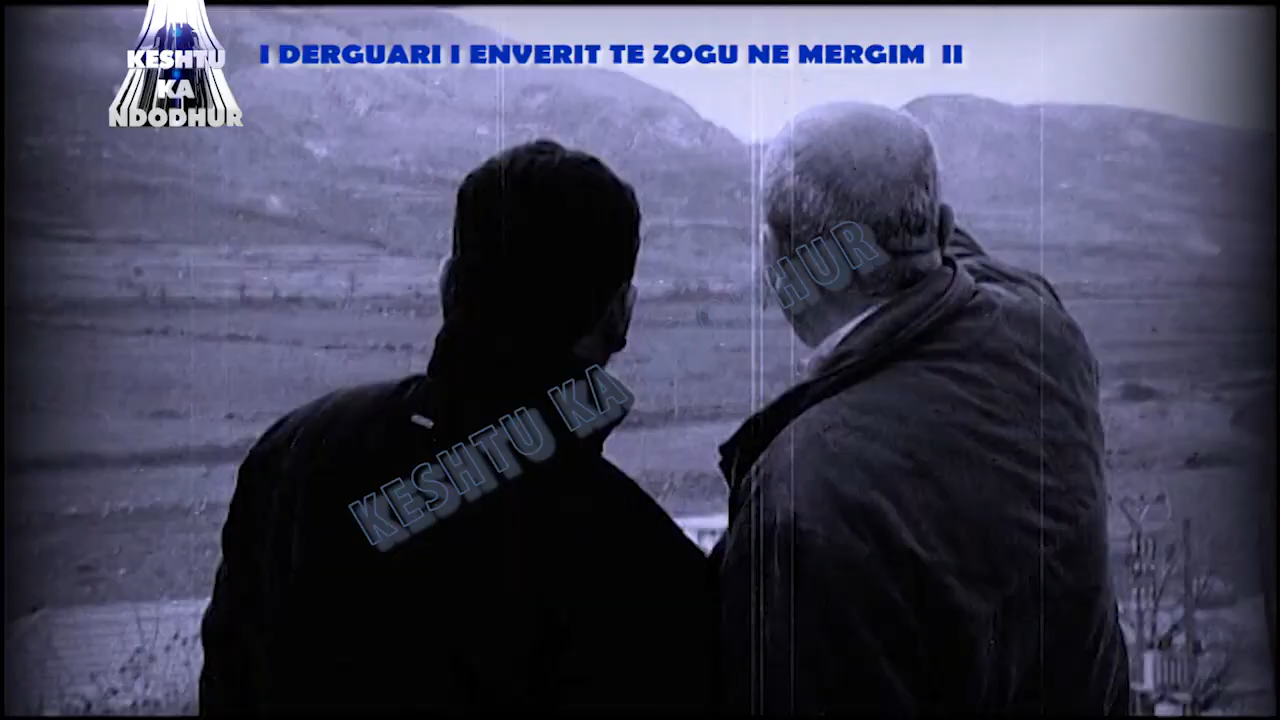 KESHTU
KA
NDODHUR
I DERGUARI I ENVERIT TE ZOGU NE MERGIM II
KESHTU KA
HUR